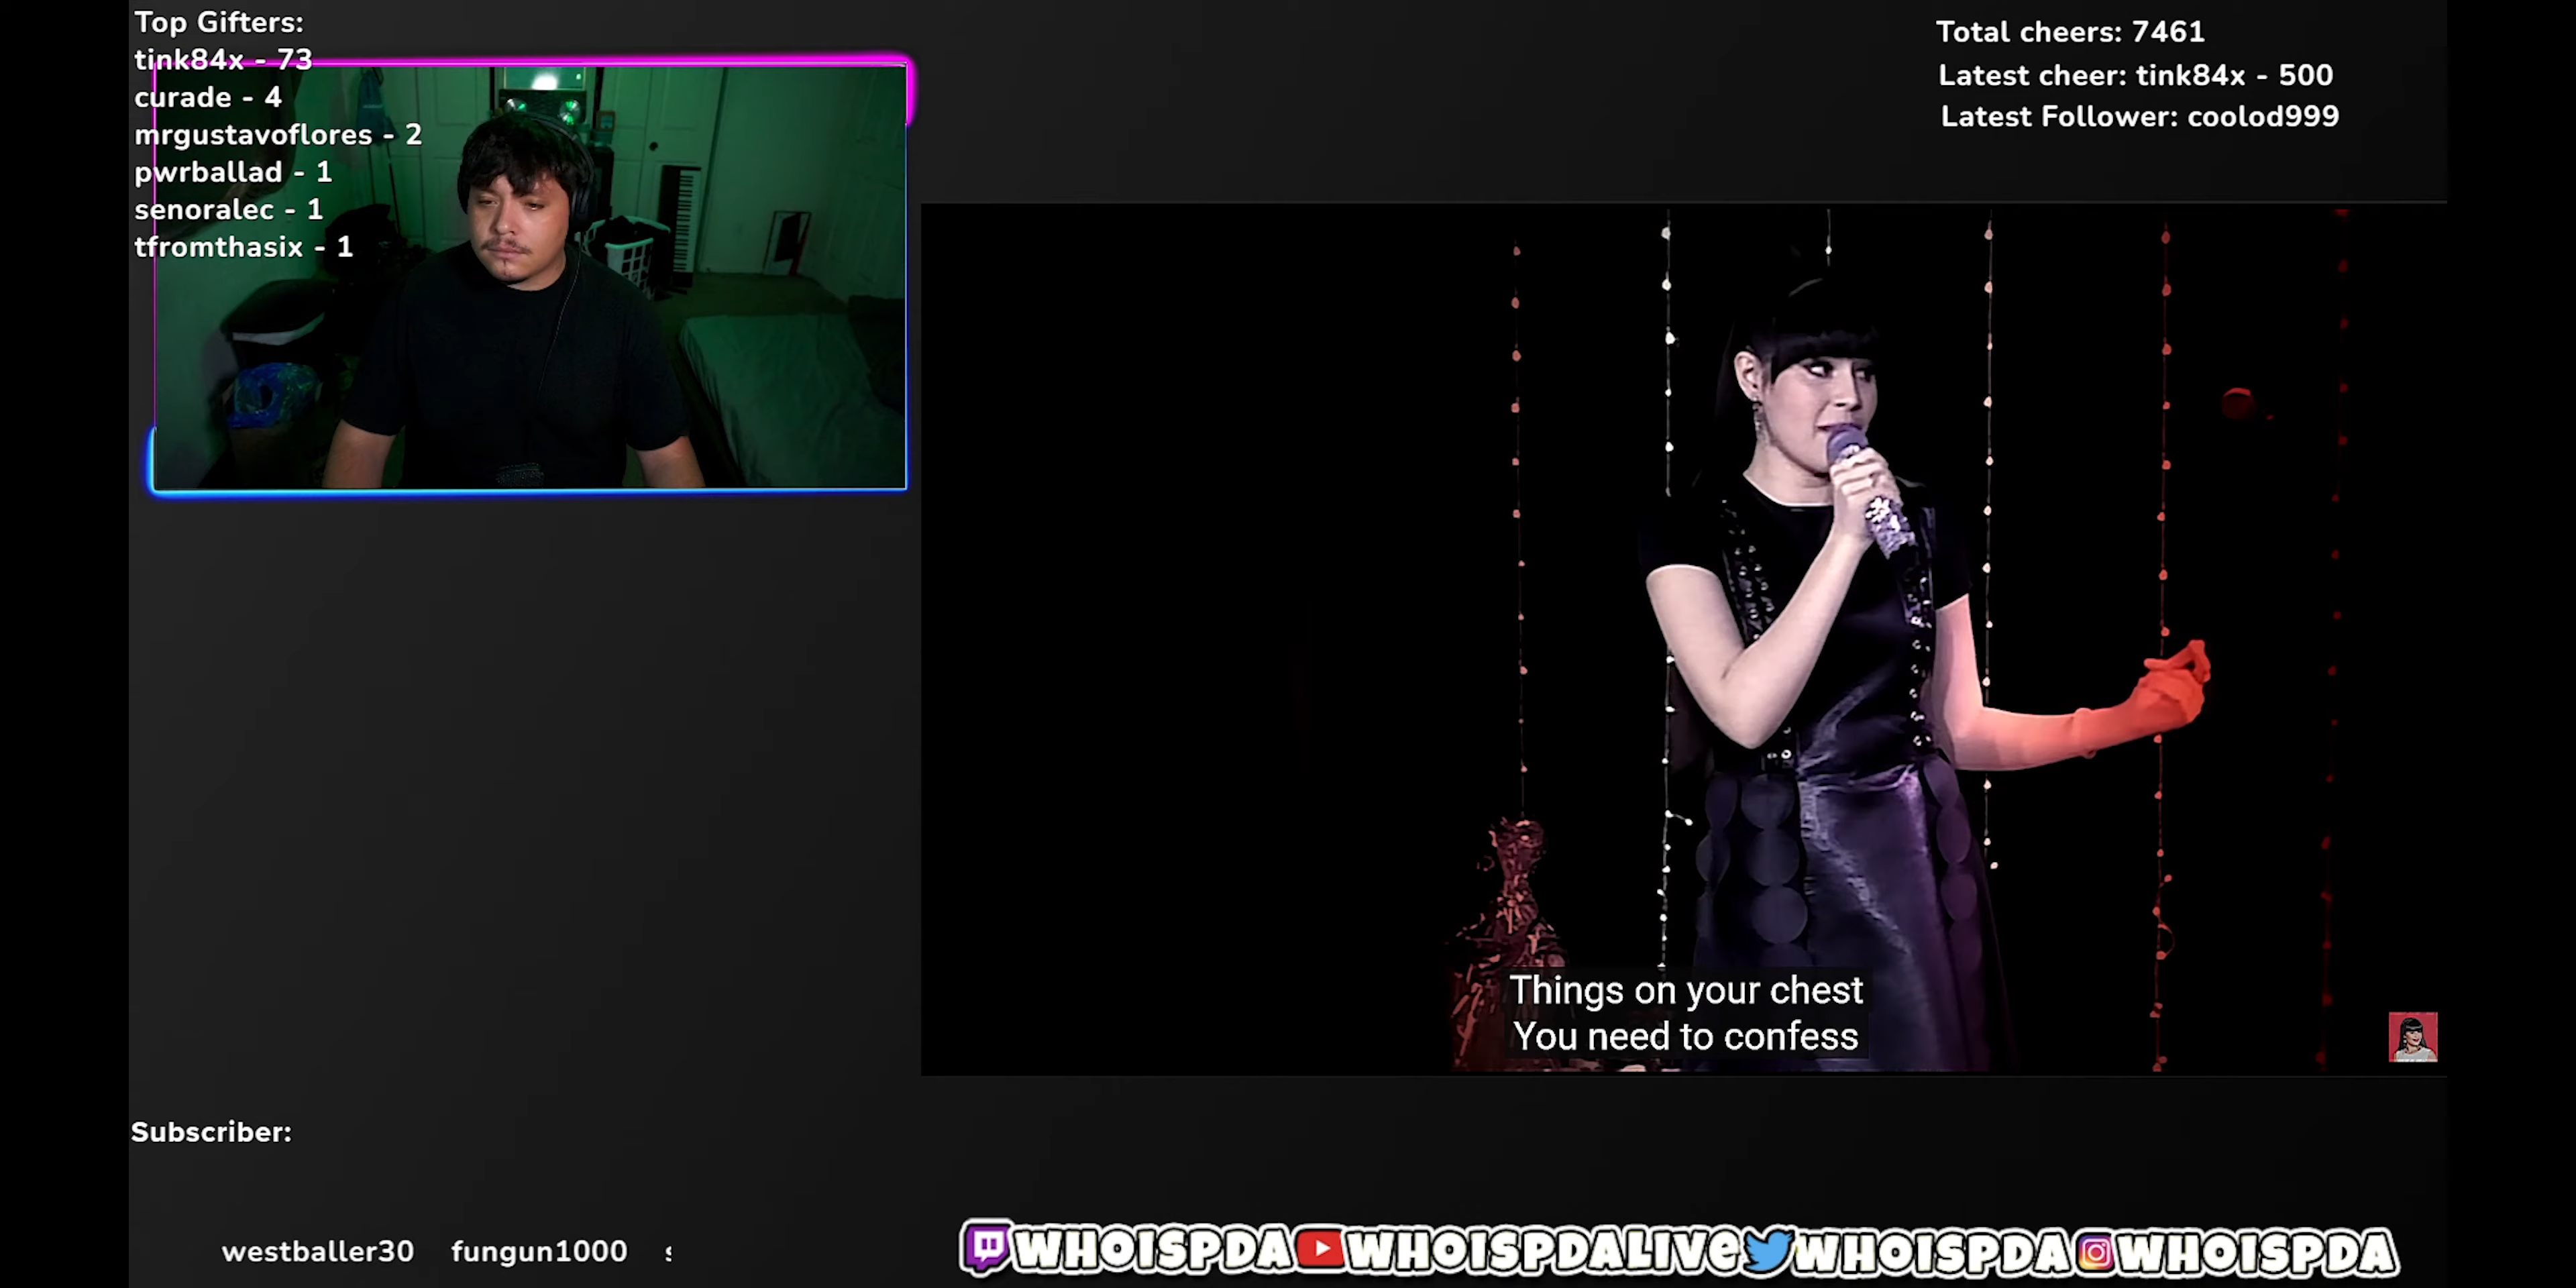 Top Gifters:
tink84x - 73
curade - 4
mrgustavoflores - 2
pwrballad - 1
senoralec - 1
tfromthasix - 1
Total cheers: 7461
Latest cheer: tink84x - 500
Latest Follower: coolod999
Things on your chest
You need to confess
Subscriber:
westballer30 fungun1000
WHOISPDA WHOISPDALIVE WHOISPDA WHOISPDA